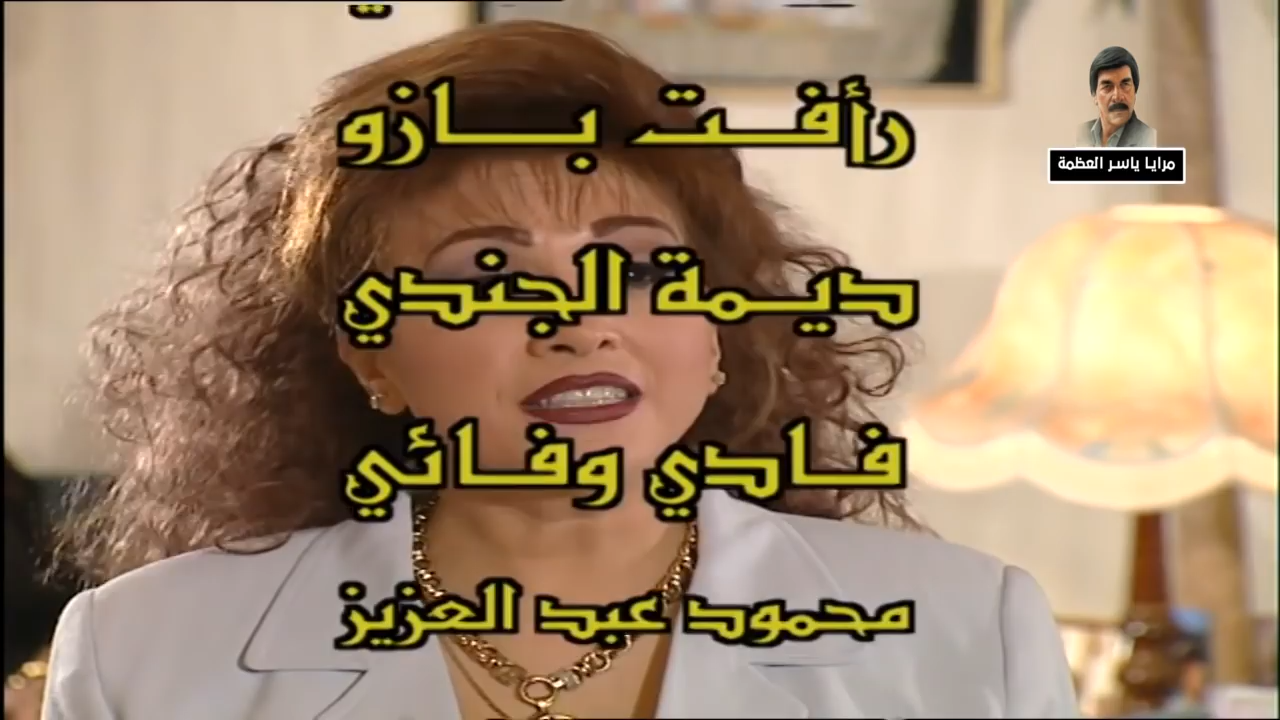 رأفت بازو
مرايا ياسر العظمة
ديمة الجندي
فادي وفائي
محمود عبد العزيز